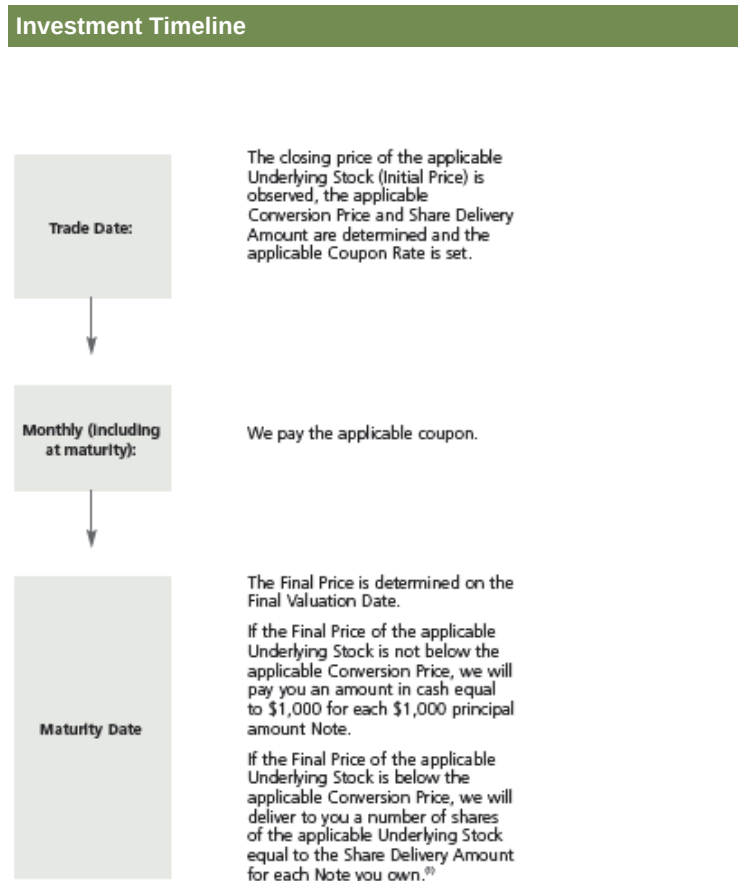 Investment Timeline
Trade Date:
The closing price of the applicable
Underlying Stock (Initial Price) is
observed, the applicable
Conversion Price and Share Delivery
Amount are determined and the
applicable Coupon Rate is set.
Monthly (including
at maturity):
We pay the applicable coupon.
Maturity Date
The Final Price is determined on the
Final Valuation Date.
If the Final Price of the applicable
Underlying Stock is not below the
applicable Conversion Price, we will
pay you an amount in cash equal
to $1,000 for each $1,000 principal
amount Note.
If the Final Price of the applicable
Underlying Stock is below the
applicable Conversion Price, we will
deliver to you a number of shares
of the applicable Underlying Stock
equal to the Share Delivery Amount
for each Note you own.